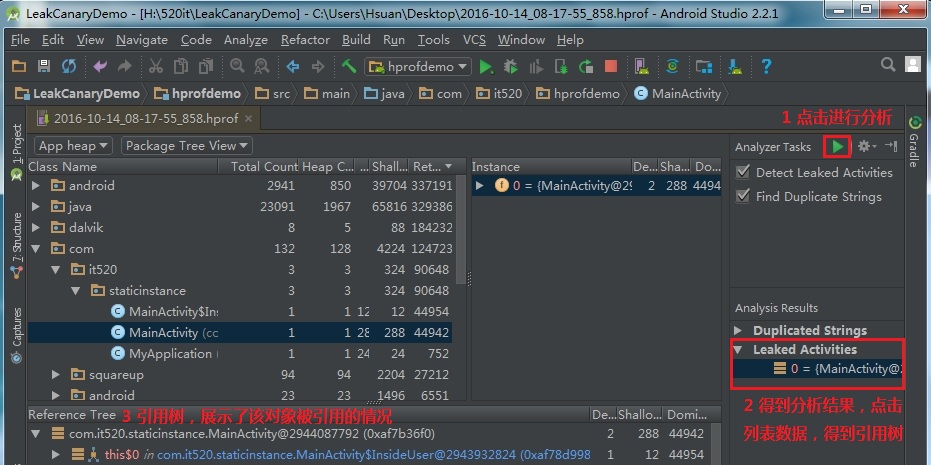 LeakCanaryDemo - [H:\520it\LeakCanaryDemo] - C:\Users\Hsuan\Desktop\2016-10-14_08-17-55_858.hprof - Android Studio 2.2.1
File Edit View Navigate Code Analyze Refactor Build Run Tools VCS Window Help
hprofdemo
LeakCanaryDemo hprofdemo src main java com it520 hprofdemo MainActivity
2016-10-14_08-17-55_858.hprof
1 点击进行分析
App heap Package Tree View
Analyzer Tasks
Class Name Total Count Heap C... ... Shall... Ret...
Instance De... Sha... Do...
android 2941 850 39704 337191
0 = {MainActivity@29 2 288 44954
Detect Leaked Activities
java 23091 1967 65816 329386
Find Duplicate Strings
dalvik 8 5 88 184232
com 132 128 4224 124723
it520 3 3 324 90648
staticinstance 3 3 324 90648
MainActivity$Ins 1 1 12 12 44954
Analysis Results
MainActivity (cc 1 1 28 288 44942
Duplicated Strings
MyApplication ( 1 1 24 24 752
Leaked Activities
squareup 94 94 2204 27212
0 = {MainActivity@2
android 23 23 1496 6551
2 得到分析结果，点击
列表数据，得到引用树
Reference Tree
3 引用树，展示了该对象被引用的情况
De... Shallo... Domi...
com.it520.staticinstance.MainActivity@2944087792 (0xaf7b36f0) 2 288 44942
this$0 in com.it520.staticinstance.MainActivity$InsideUser@2943932824 (0xaf78d998 1 12 44954
1: Project
7: Structure
Captures
Gradle